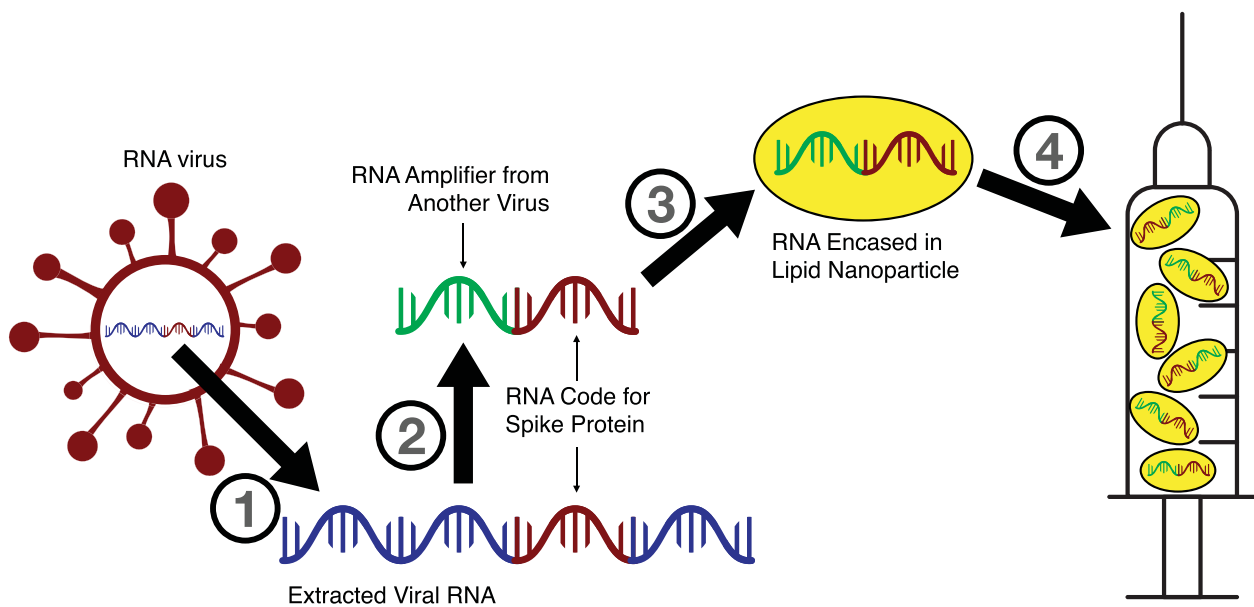 RNA virus
1
Extracted Viral RNA
2
RNA Amplifier from
Another Virus
RNA Code for
Spike Protein
3
RNA Encased in
Lipid Nanoparticle
4